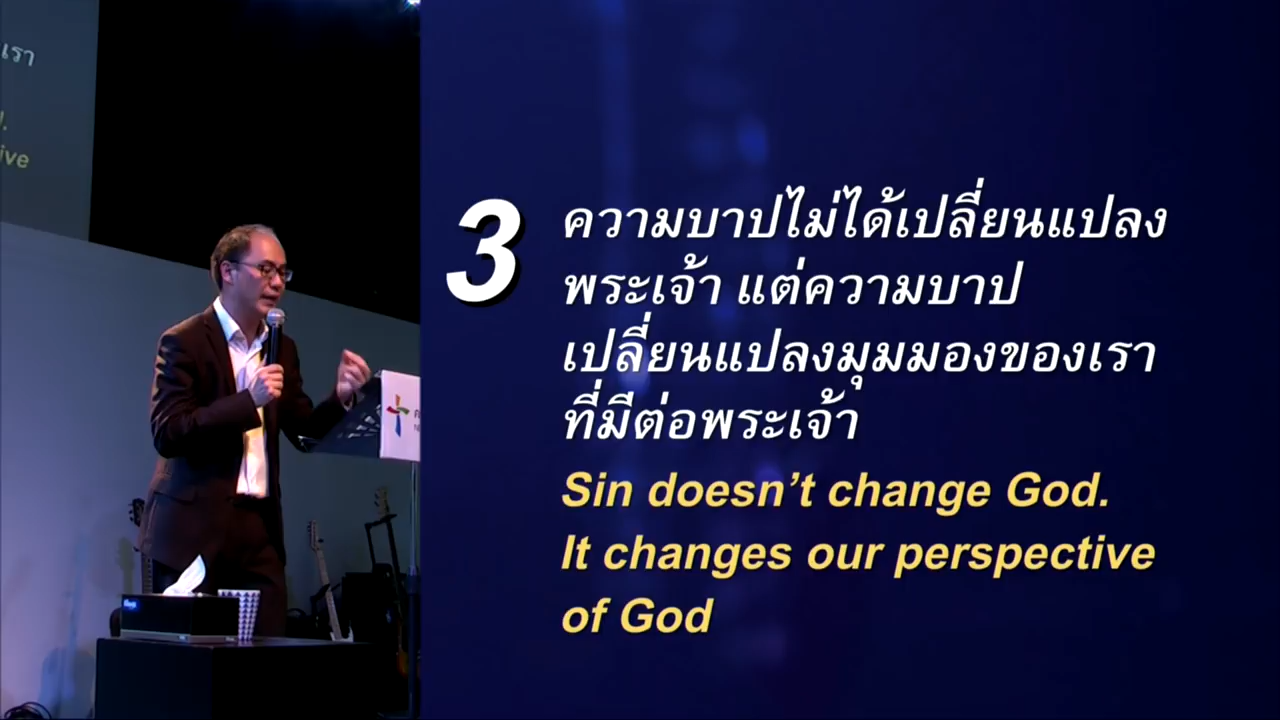 เรา
ive
3
ความบาปไม่ได้เปลี่ยนแปลง
พระเจ้า แต่ความบาป
เปลี่ยนแปลงมุมมองของเรา
ที่มีต่อพระเจ้า
Sin doesn’t change God.
It changes our perspective
of God